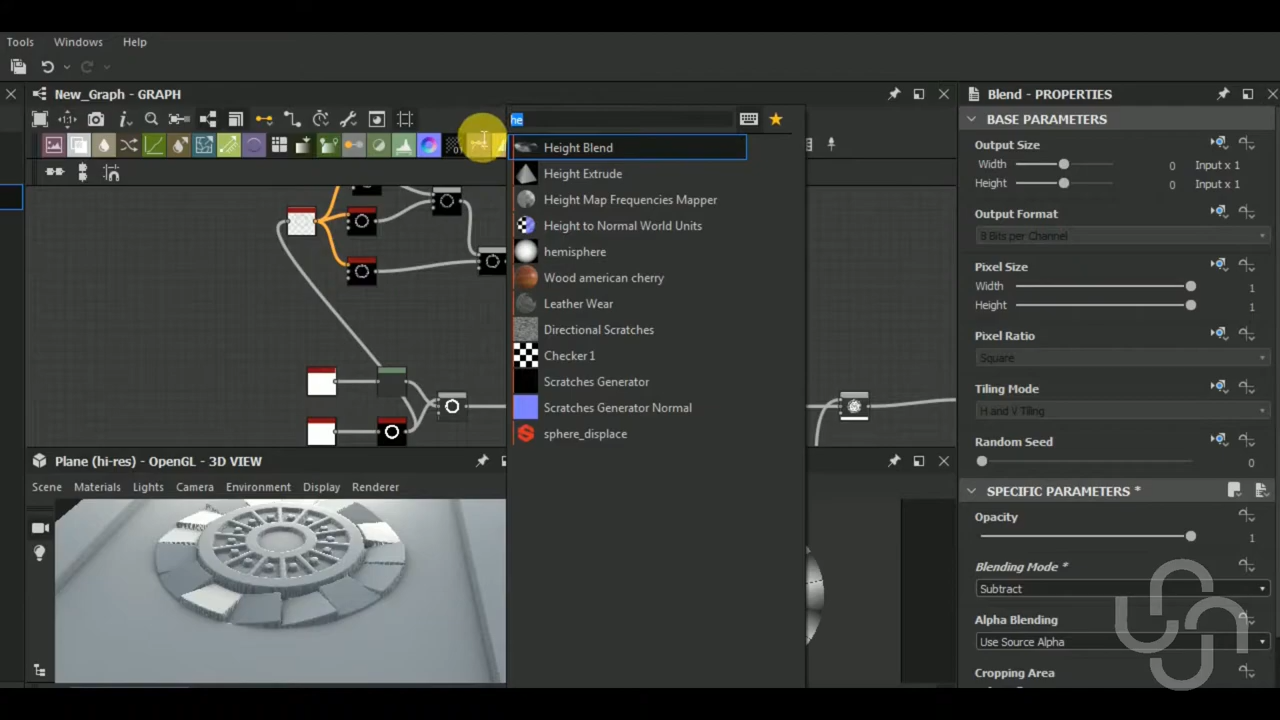 Tools Windows Help
New_Graph - GRAPH
he
Height Blend
Height Extrude
Height Map Frequencies Mapper
Height to Normal World Units
hemisphere
Wood american cherry
Leather Wear
Directional Scratches
Checker 1
Scratches Generator
Scratches Generator Normal
sphere_displace
Plane (hi-res) - OpenGL - 3D VIEW
Scene Materials Lights Camera Environment Display Renderer
Blend - PROPERTIES
BASE PARAMETERS
Output Size
Width 0 Input x 1
Height 0 Input x 1
Output Format
8 Bits per Channel
Pixel Size
Width 1
Height 1
Pixel Ratio
Square
Tiling Mode
H and V Tiling
Random Seed
0
SPECIFIC PARAMETERS *
Opacity
1
Blending Mode *
Subtract
Alpha Blending
Use Source Alpha
Cropping Area